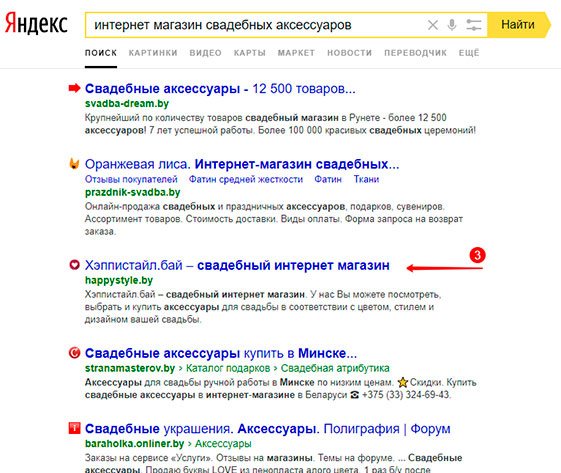 Яндекс интернет магазин свадебных аксессуаров Найти
ПОИСК КАРТИНКИ ВИДЕО КАРТЫ МАРКЕТ НОВОСТИ ПЕРЕВОДЧИК ЕЩЁ
Свадебные аксессуары - 12 500 товаров...
svadba-dream.by
Крупнейший по количеству товаров свадебный магазин в Рунете - более 12 500
аксессуаров! 7 лет успешной работы. Более 100 000 красивых свадебных церемоний!
Оранжевая лиса. Интернет-магазин свадебных...
Отзывы покупателей Фатин средней жесткости Фатин Ткани
prazdnik-svadba.by
Онлайн-продажа свадебных и праздничных аксессуаров, подарков, сувениров.
Ассортимент товаров. Стоимость доставки. Виды оплаты. Форма запроса на возврат
заказа.
Хэппистайл.бай – свадебный интернет магазин
3
happystyle.by
Хэппистайл.бай – свадебный интернет магазин. У нас Вы можете посмотреть,
выбрать и купить аксессуары для свадьбы в соответствии с цветом, стилем и
дизайном вашей свадьбы.
Свадебные аксессуары купить в Минске...
stranamasterov.by › Каталог подарков › Свадебная атрибутика
Аксессуары для свадьбы ручной работы в Минске по низким ценам. ⭐Скидки. Купить
свадебные аксессуары в интернет-магазине в Беларуси ☎ +375 (33) 324-69-43.
Свадебные украшения. Аксессуары. Полиграфия | Форум
baraholka.onliner.by › Аксессуары
Заказы на сервисе «Услуги». Отзывы на магазины. Темы на форуме. ... Свадебные
аксессуары. Продаю буквы LOVE из пенопласта алого цвета. 1 раз б/у после